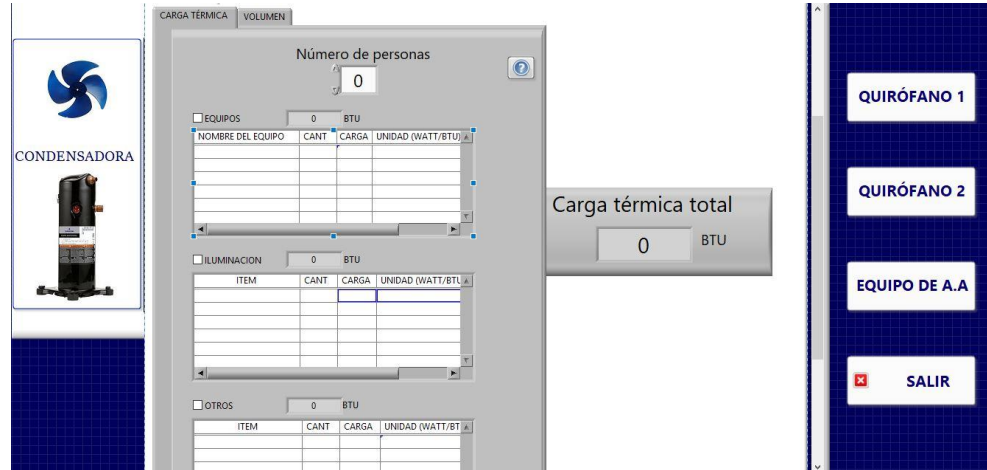 CARGA TÉRMICA VOLUMEN
Número de personas
0
EQUIPOS 0 BTU
NOMBRE DEL EQUIPO CANT CARGA UNIDAD (WATT/BTU)
CONDENSADORA
Carga térmica total
0 BTU
ILUMINACION 0 BTU
ITEM CANT CARGA UNIDAD (WATT/BTU
OTROS 0 BTU
ITEM CANT CARGA UNIDAD (WATT/BT
QUIRÓFANO 1
QUIRÓFANO 2
EQUIPO DE A.A
SALIR